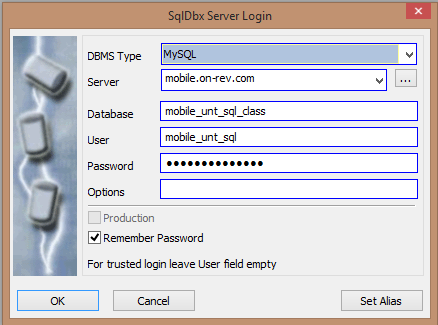 SqlDbx Server Login
DBMS Type MySQL
Server mobile.on-rev.com ...
Database mobile_unt_sql_class
User mobile_unt_sql
Password ●●●●●●●●●●●●●●
Options
Production
Remember Password
For trusted login leave User field empty
OK Cancel Set Alias